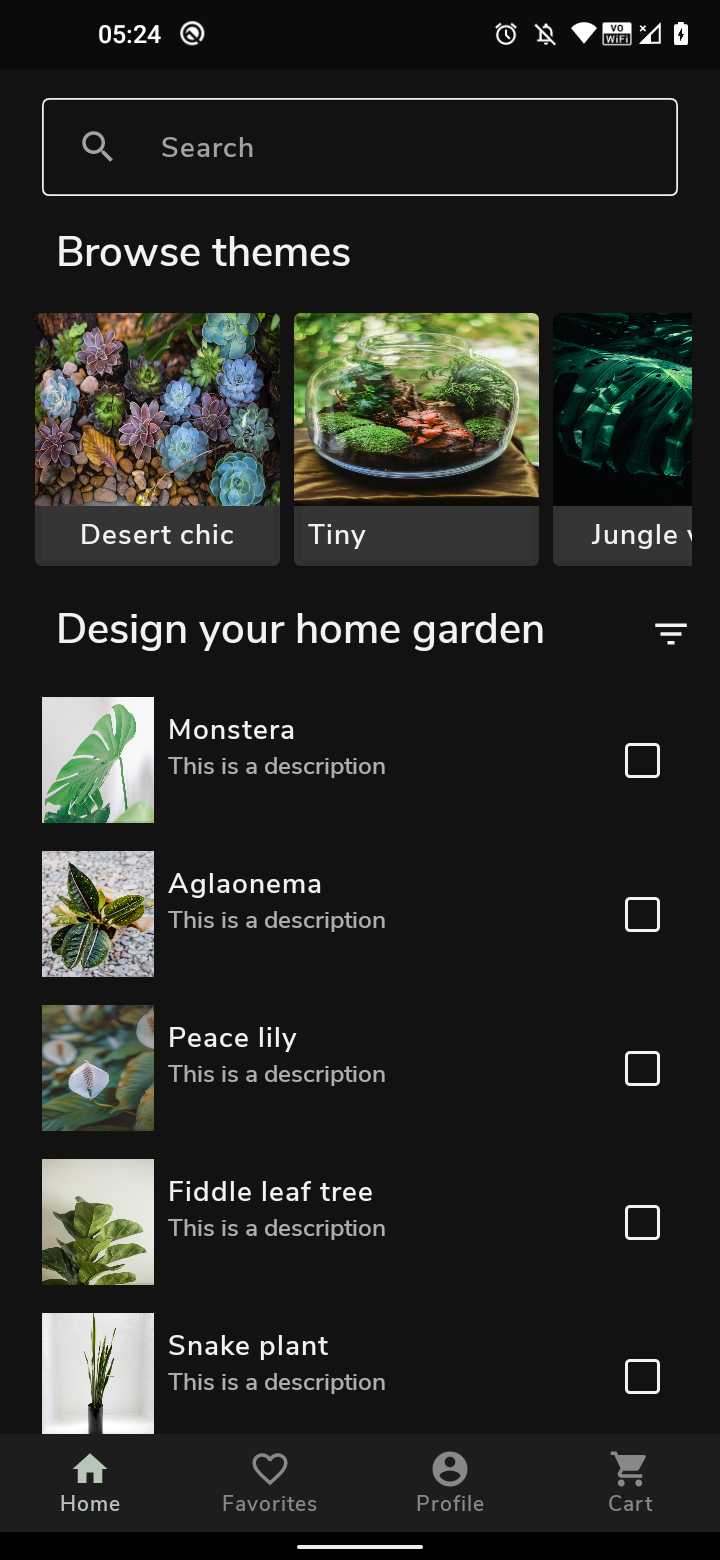 05:24
VO
WiFi
Search
Browse themes
Desert chic
Tiny
Jungle
Design your home garden
Monstera
This is a description
Aglaonema
This is a description
Peace lily
This is a description
Fiddle leaf tree
This is a description
Snake plant
This is a description
Home
Favorites
Profile
Cart